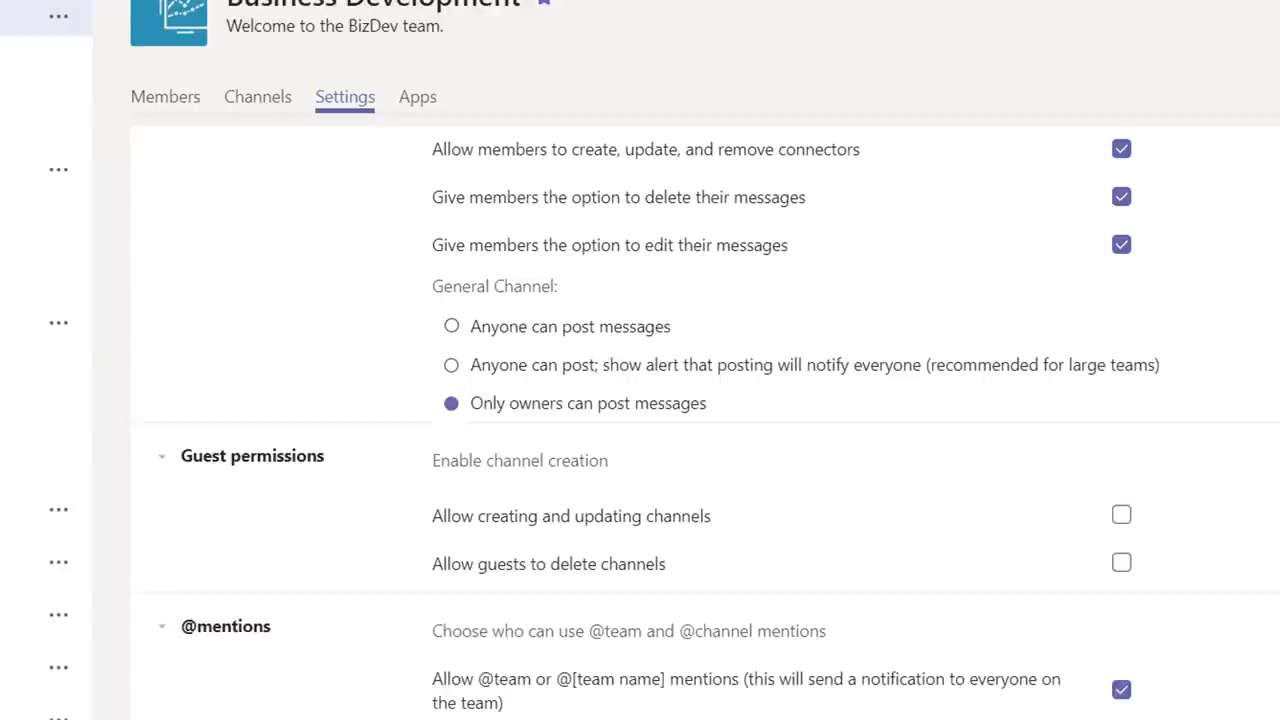 Business Development
Welcome to the BizDev team.
Members Channels Settings Apps
Allow members to create, update, and remove connectors
Give members the option to delete their messages
Give members the option to edit their messages
General Channel:
Anyone can post messages
Anyone can post; show alert that posting will notify everyone (recommended for large teams)
Only owners can post messages
Guest permissions
Enable channel creation
Allow creating and updating channels
Allow guests to delete channels
@mentions
Choose who can use @team and @channel mentions
Allow @team or @[team name] mentions (this will send a notification to everyone on
the team)